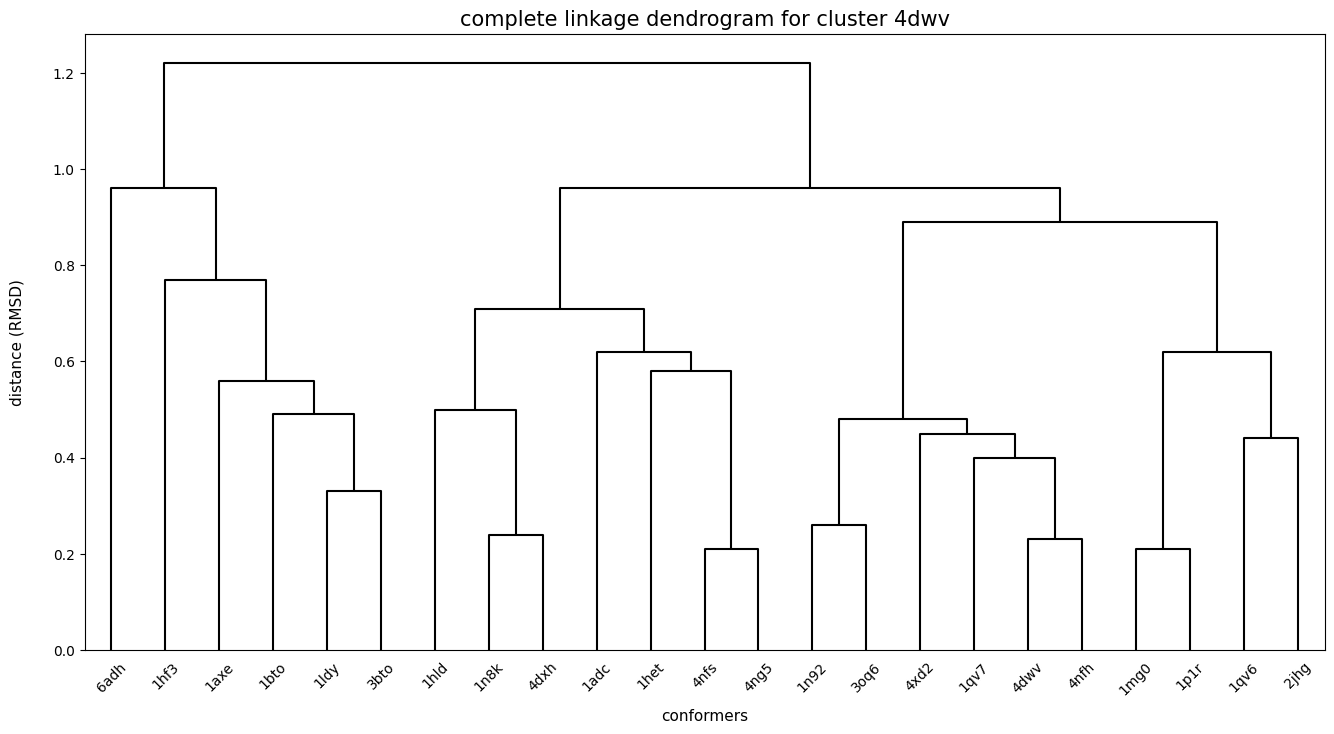 complete linkage dendrogram for cluster 4dwv
1.2
1.0
0.8
0.6
0.4
0.2
0.0
distance (RMSD)
6adh 1hf3 1axe 1bto 1ldy 3bto 1hld 1n8k 4dxh 1adc 1het 4nfs 4ng5 1n92 3oq6 4xd2 1qv7 4dwv 4nfh 1mg0 1p1r 1qv6 2jhg
conformers